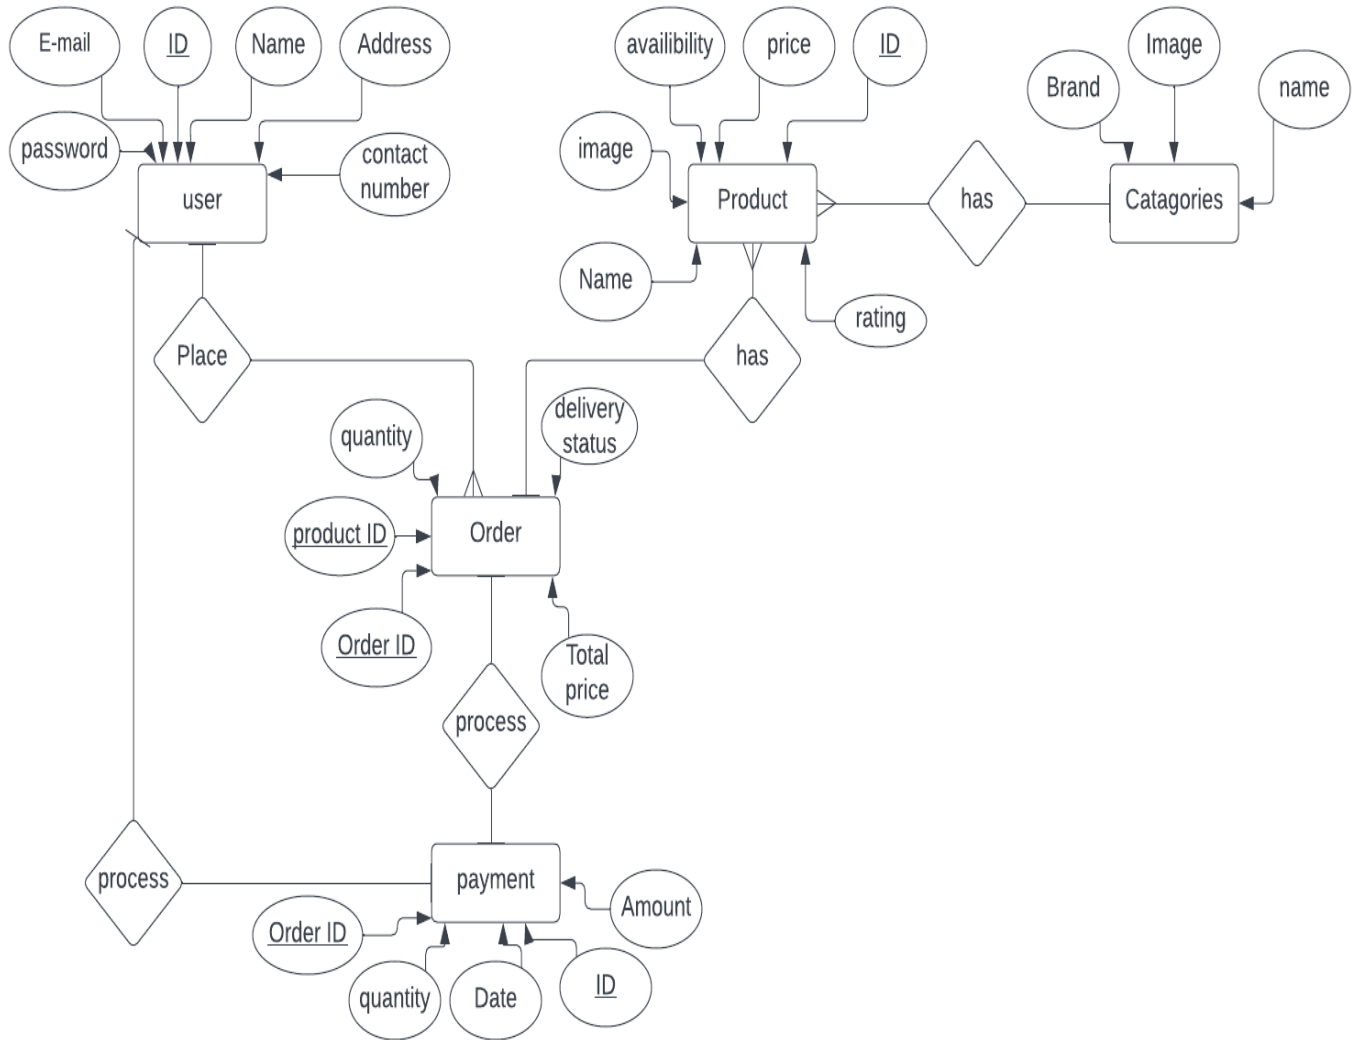 E-mail
ID
Name
Address
availibility
price
ID
Image
Brand
name
password
contact
number
image
user
Product
has
Catagories
Name
rating
Place
has
delivery
status
quantity
product ID
Order
Order ID
Total
price
process
process
payment
Amount
Order ID
quantity
Date
ID